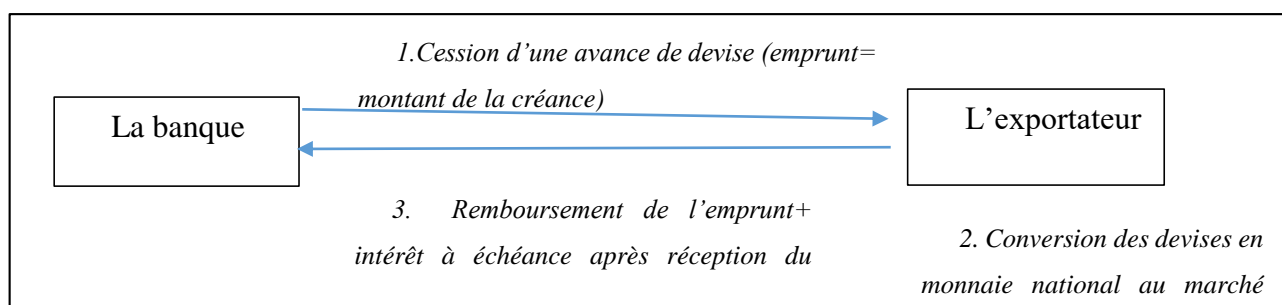 1.Cession d’une avance de devise (emprunt=
montant de la créance)
La banque
L’exportateur
3. Remboursement de l’emprunt+
intérêt à échéance après réception du
2. Conversion des devises en
monnaie national au marché